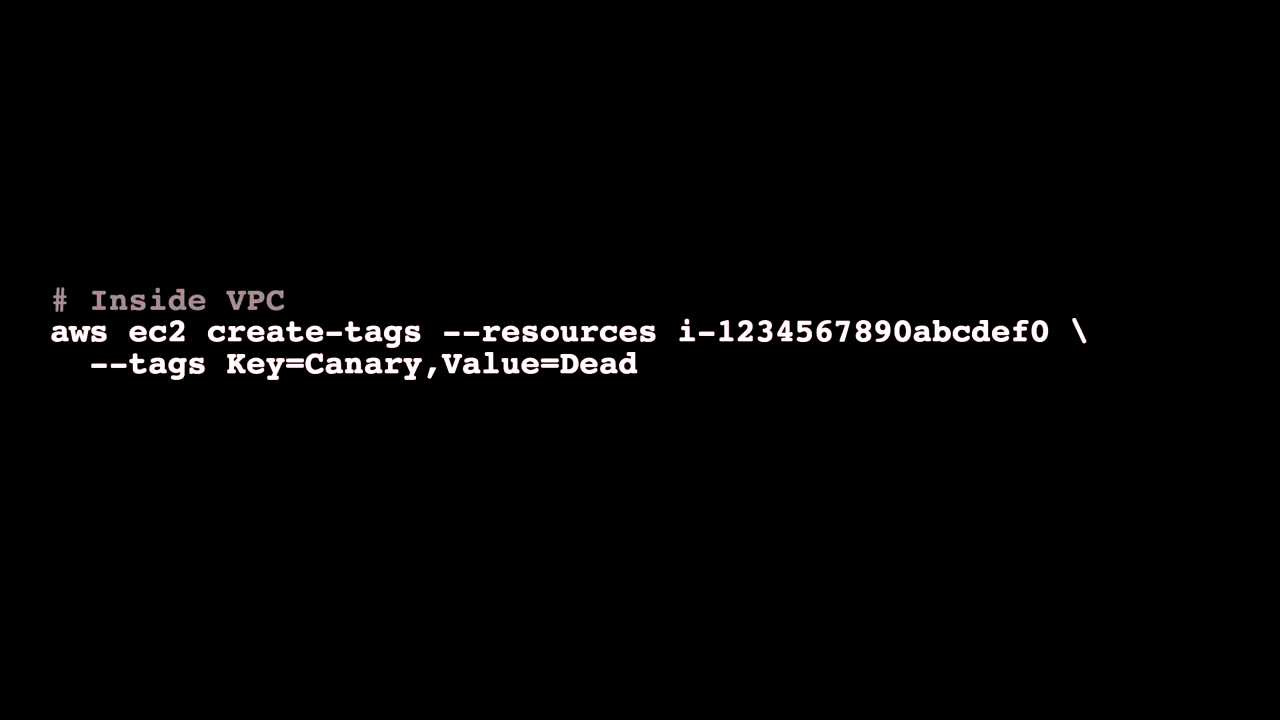 # Inside VPC
aws ec2 create-tags --resources i-1234567890abcdef0 \
  --tags Key=Canary,Value=Dead